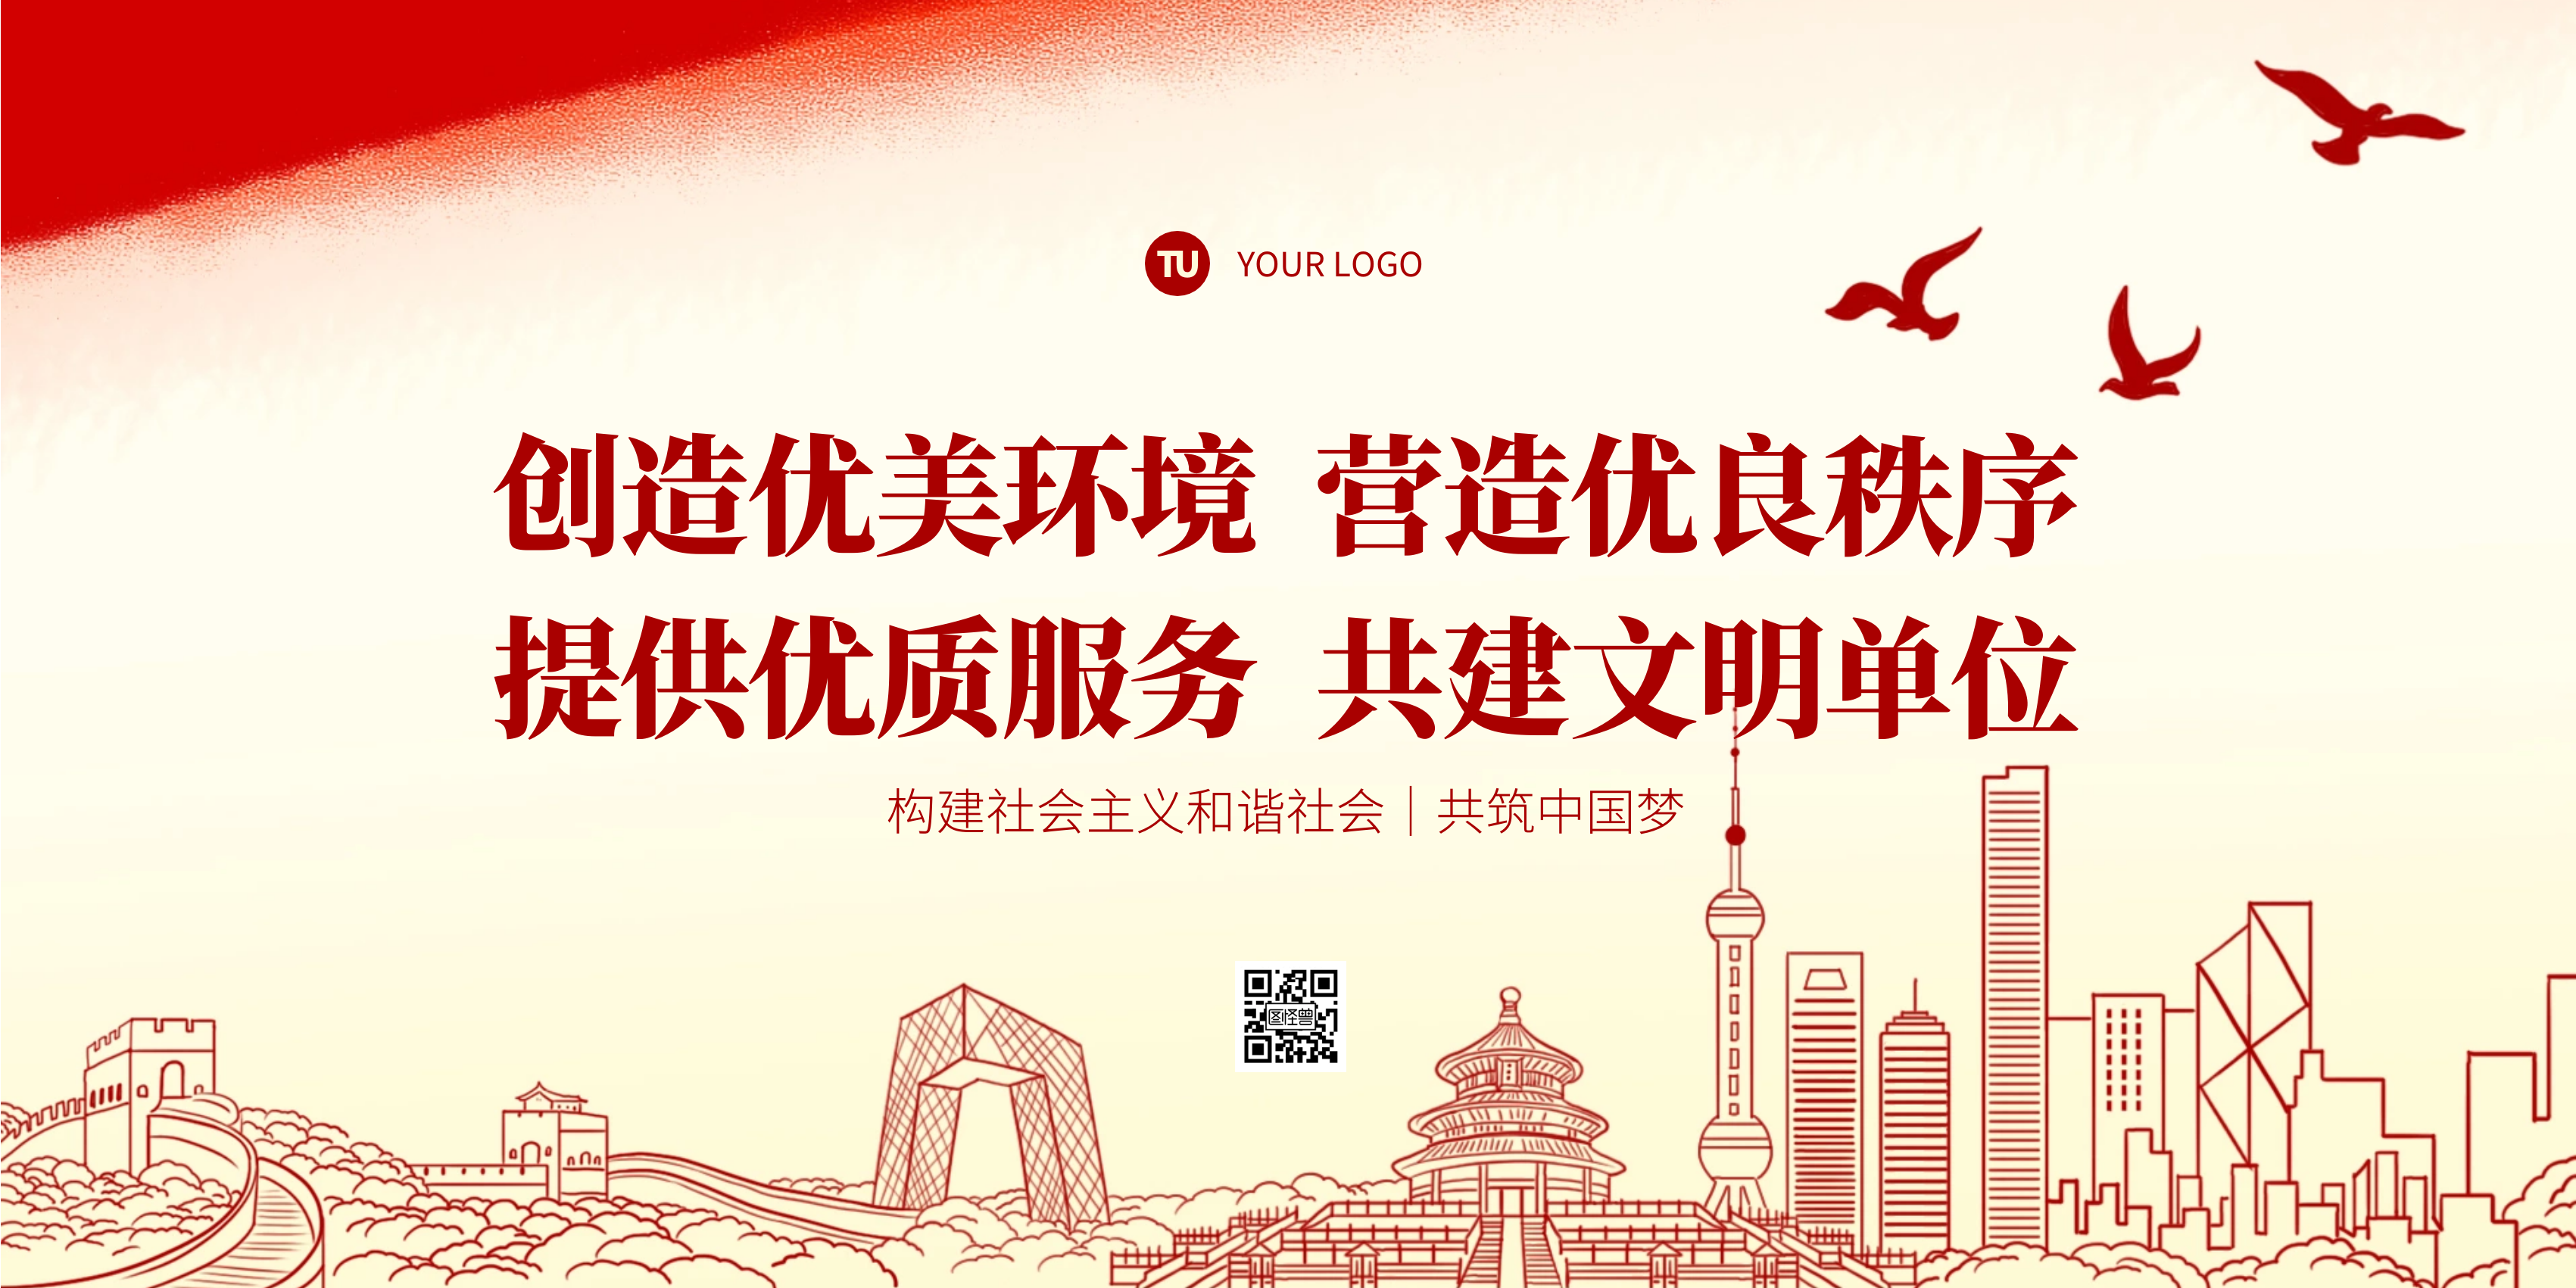 TU YOUR LOGO
创造优美环境 营造优良秩序
提供优质服务 共建文明单位
构建社会主义和谐社会｜共筑中国梦
图怪兽